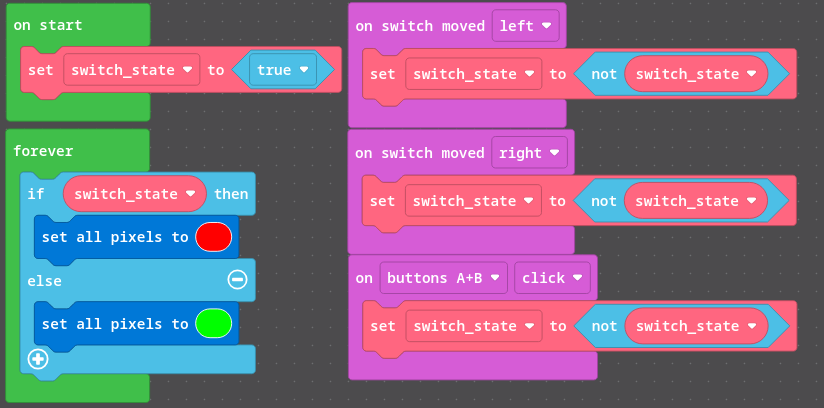 on start
set switch_state to true
forever
if switch_state then
set all pixels to
else
set all pixels to
on switch moved left
set switch_state to not switch_state
on switch moved right
set switch_state to not switch_state
on buttons A+B click
set switch_state to not switch_state